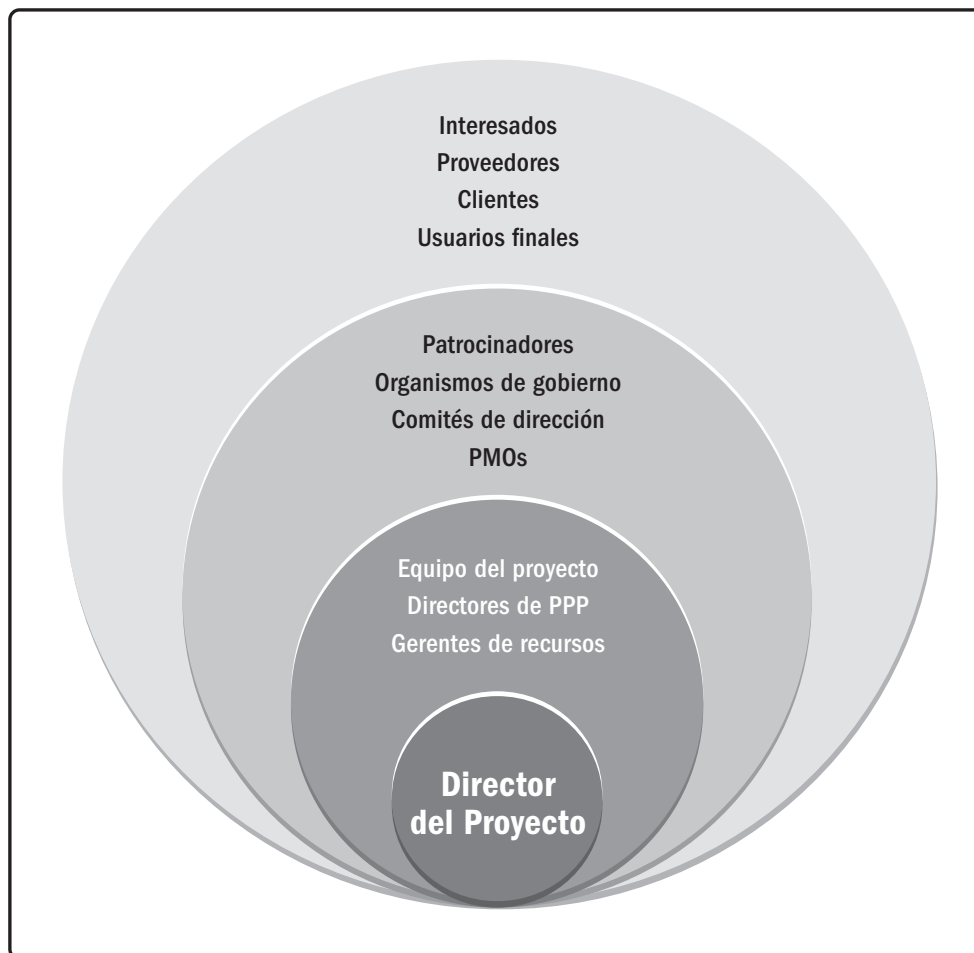 Interesados
Proveedores
Clientes
Usuarios finales
Patrocinadores
Organismos de gobierno
Comités de dirección
PMOs
Equipo del proyecto
Directores de PPP
Gerentes de recursos
Director
del Proyecto